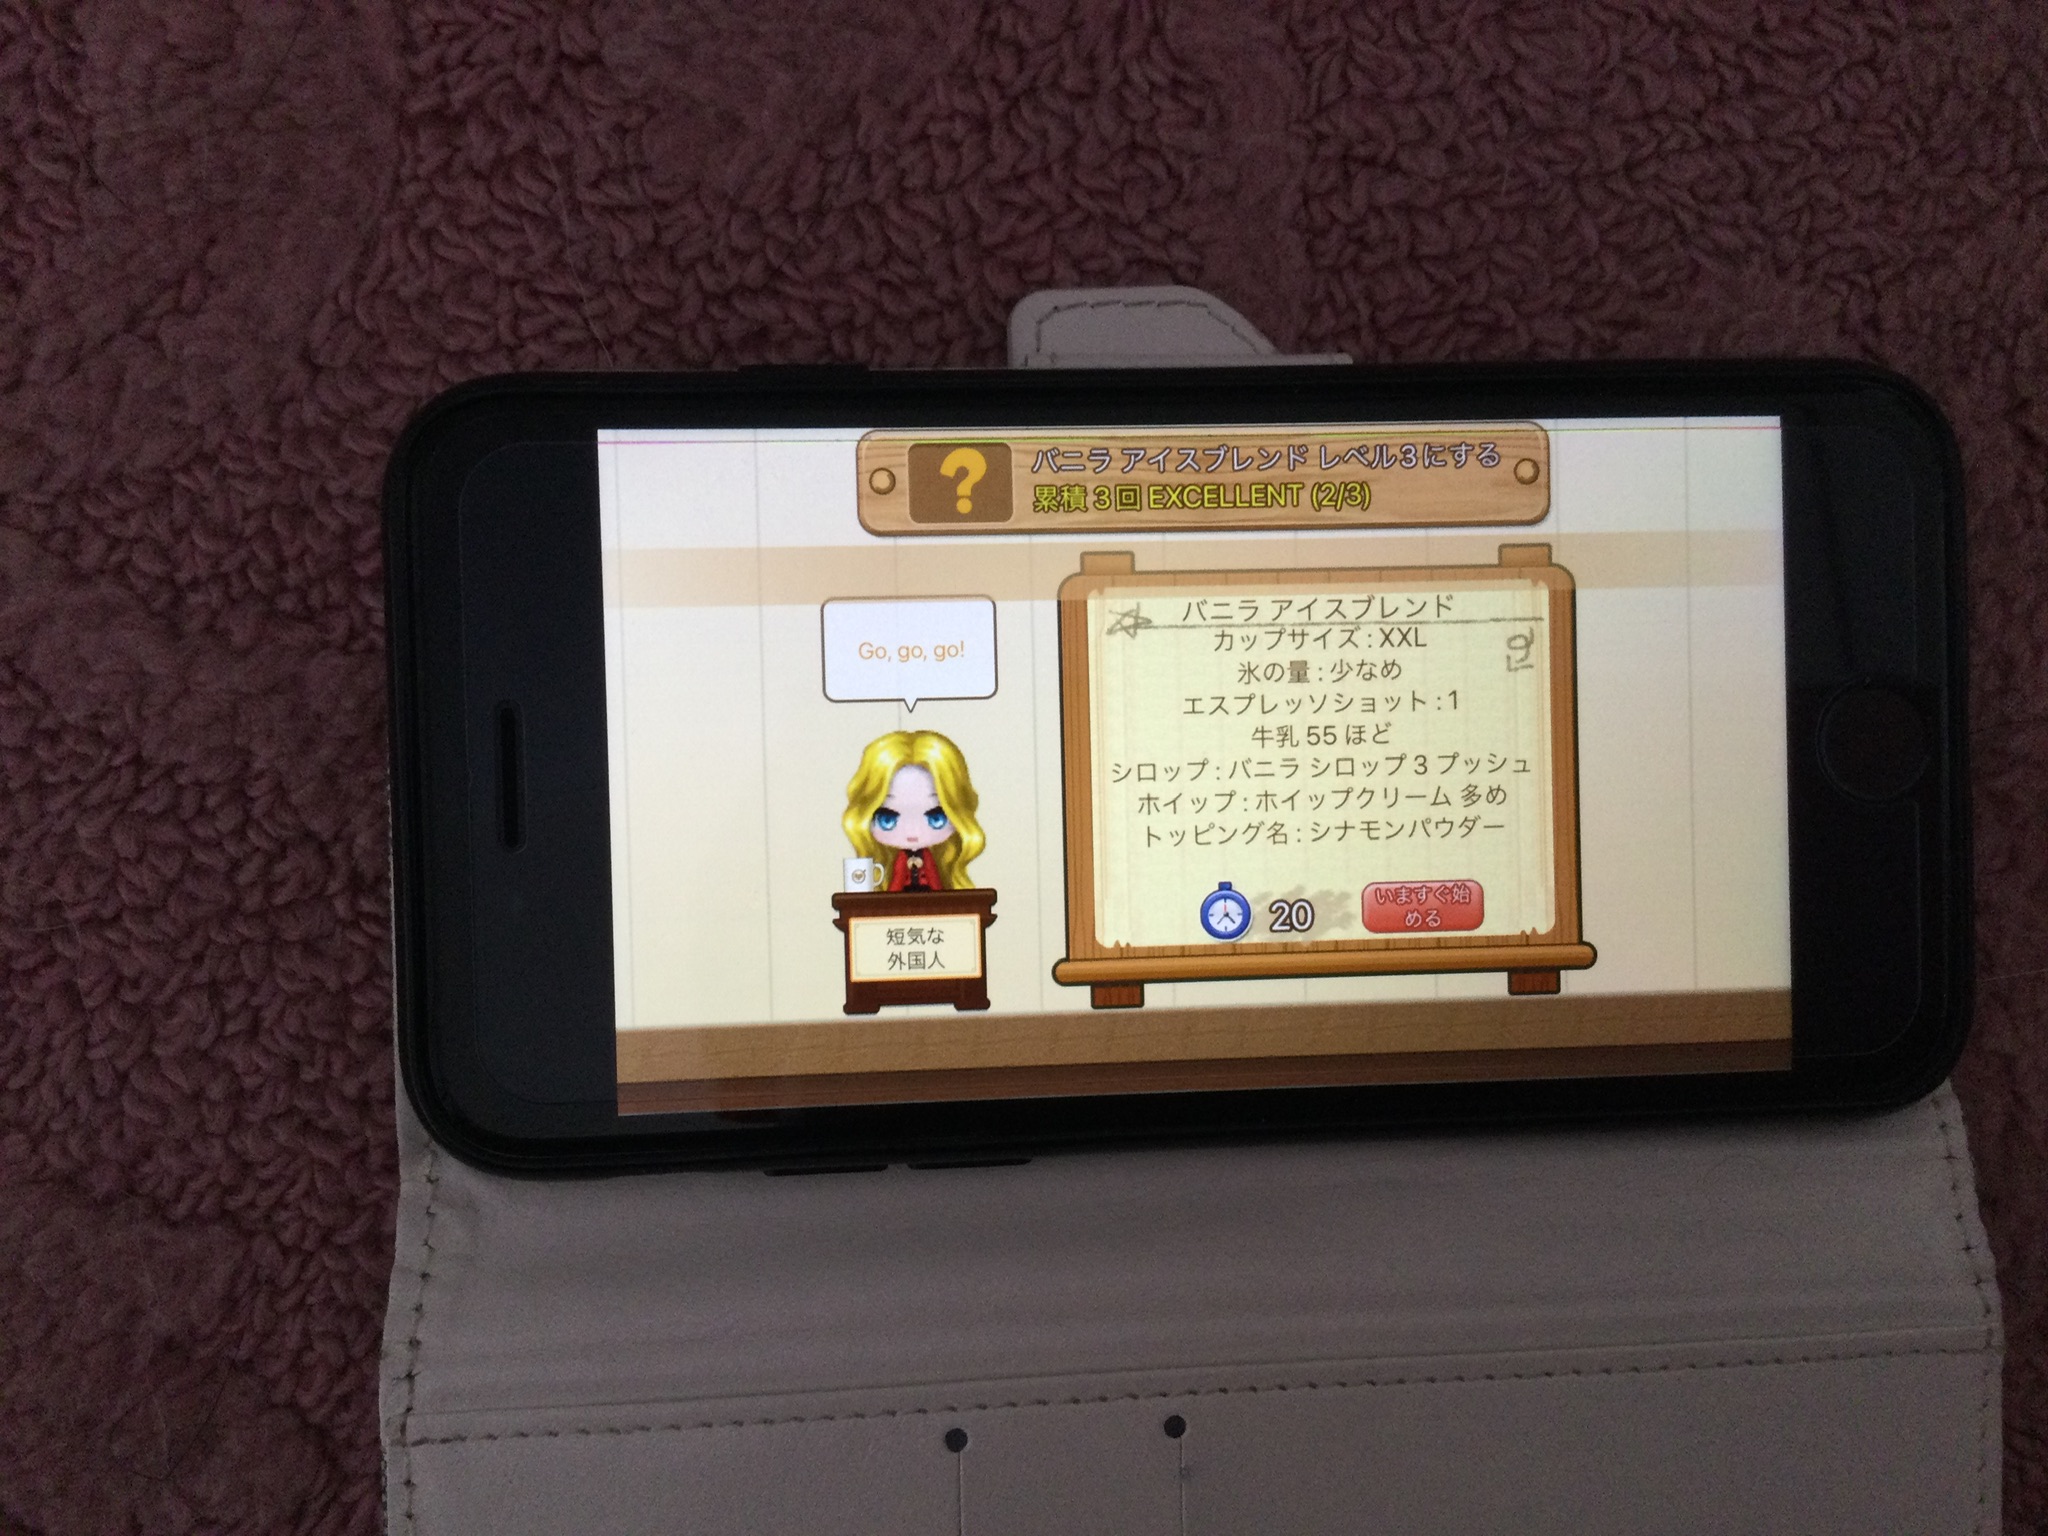 バニラ アイスブレンド レベル3にする
累積 3回 EXCELLENT (2/3)
Go, go, go!
短気な
外国人
バニラ アイスブレンド
カップサイズ : XXL
氷の量 : 少なめ
エスプレッソショット : 1
牛乳 55 ほど
シロップ : バニラ シロップ 3 プッシュ
ホイップ : ホイップクリーム 多め
トッピング名 : シナモンパウダー
20
いますぐ始
める